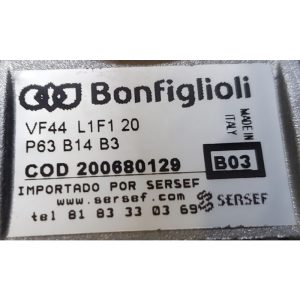 Bonfiglioli
VF44 L1F1 20
P63 B14 B3
MADE IN ITALY
COD 200680129
B03
IMPORTADO POR SERSEF
www.sersef.com
SERSEF
tel 81 83 33 03 69